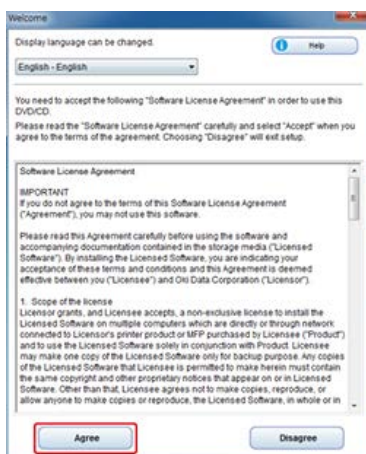 Welcome
Display language can be changed.
Help
English - English
You need to accept the following "Software License Agreement" in order to use this
DVD/CD.
Please read the "Software License Agreement" carefully and select "Accept" when you
agree to the terms of the agreement. Choosing "Disagree" will exit setup.
Software License Agreement
IMPORTANT
If you do not agree to the terms of this Software License Agreement
("Agreement"), you may not use this software.
Please read this Agreement carefully before using the software and
accompanying documentation contained in the storage media ("Licensed
Software"). By installing the Licensed Software, you are indicating your
acceptance of these terms and conditions and this Agreement is deemed
effective between you ("Licensee") and Oki Data Corporation ("Licensor").
1. Scope of the license
Licensor grants, and Licensee accepts, a non-exclusive license to install the
Licensed Software on multiple computers which are directly or through network
connected to Licensor's printer product or MFP purchased by Licensee ("Product")
and to use the Licensed Software solely in conjunction with Product. Licensee
may make one copy of the Licensed Software only for backup purpose. Any copies
of the Licensed Software that Licensee is permitted to make herein must contain
the same copyright and other proprietary notices that appear on or in Licensed
Software. Other than that, Licensee agrees not to make copies, reproduce, or
allow anyone to make copies or reproduce, the Licensed Software, in whole or in
Agree
Disagree